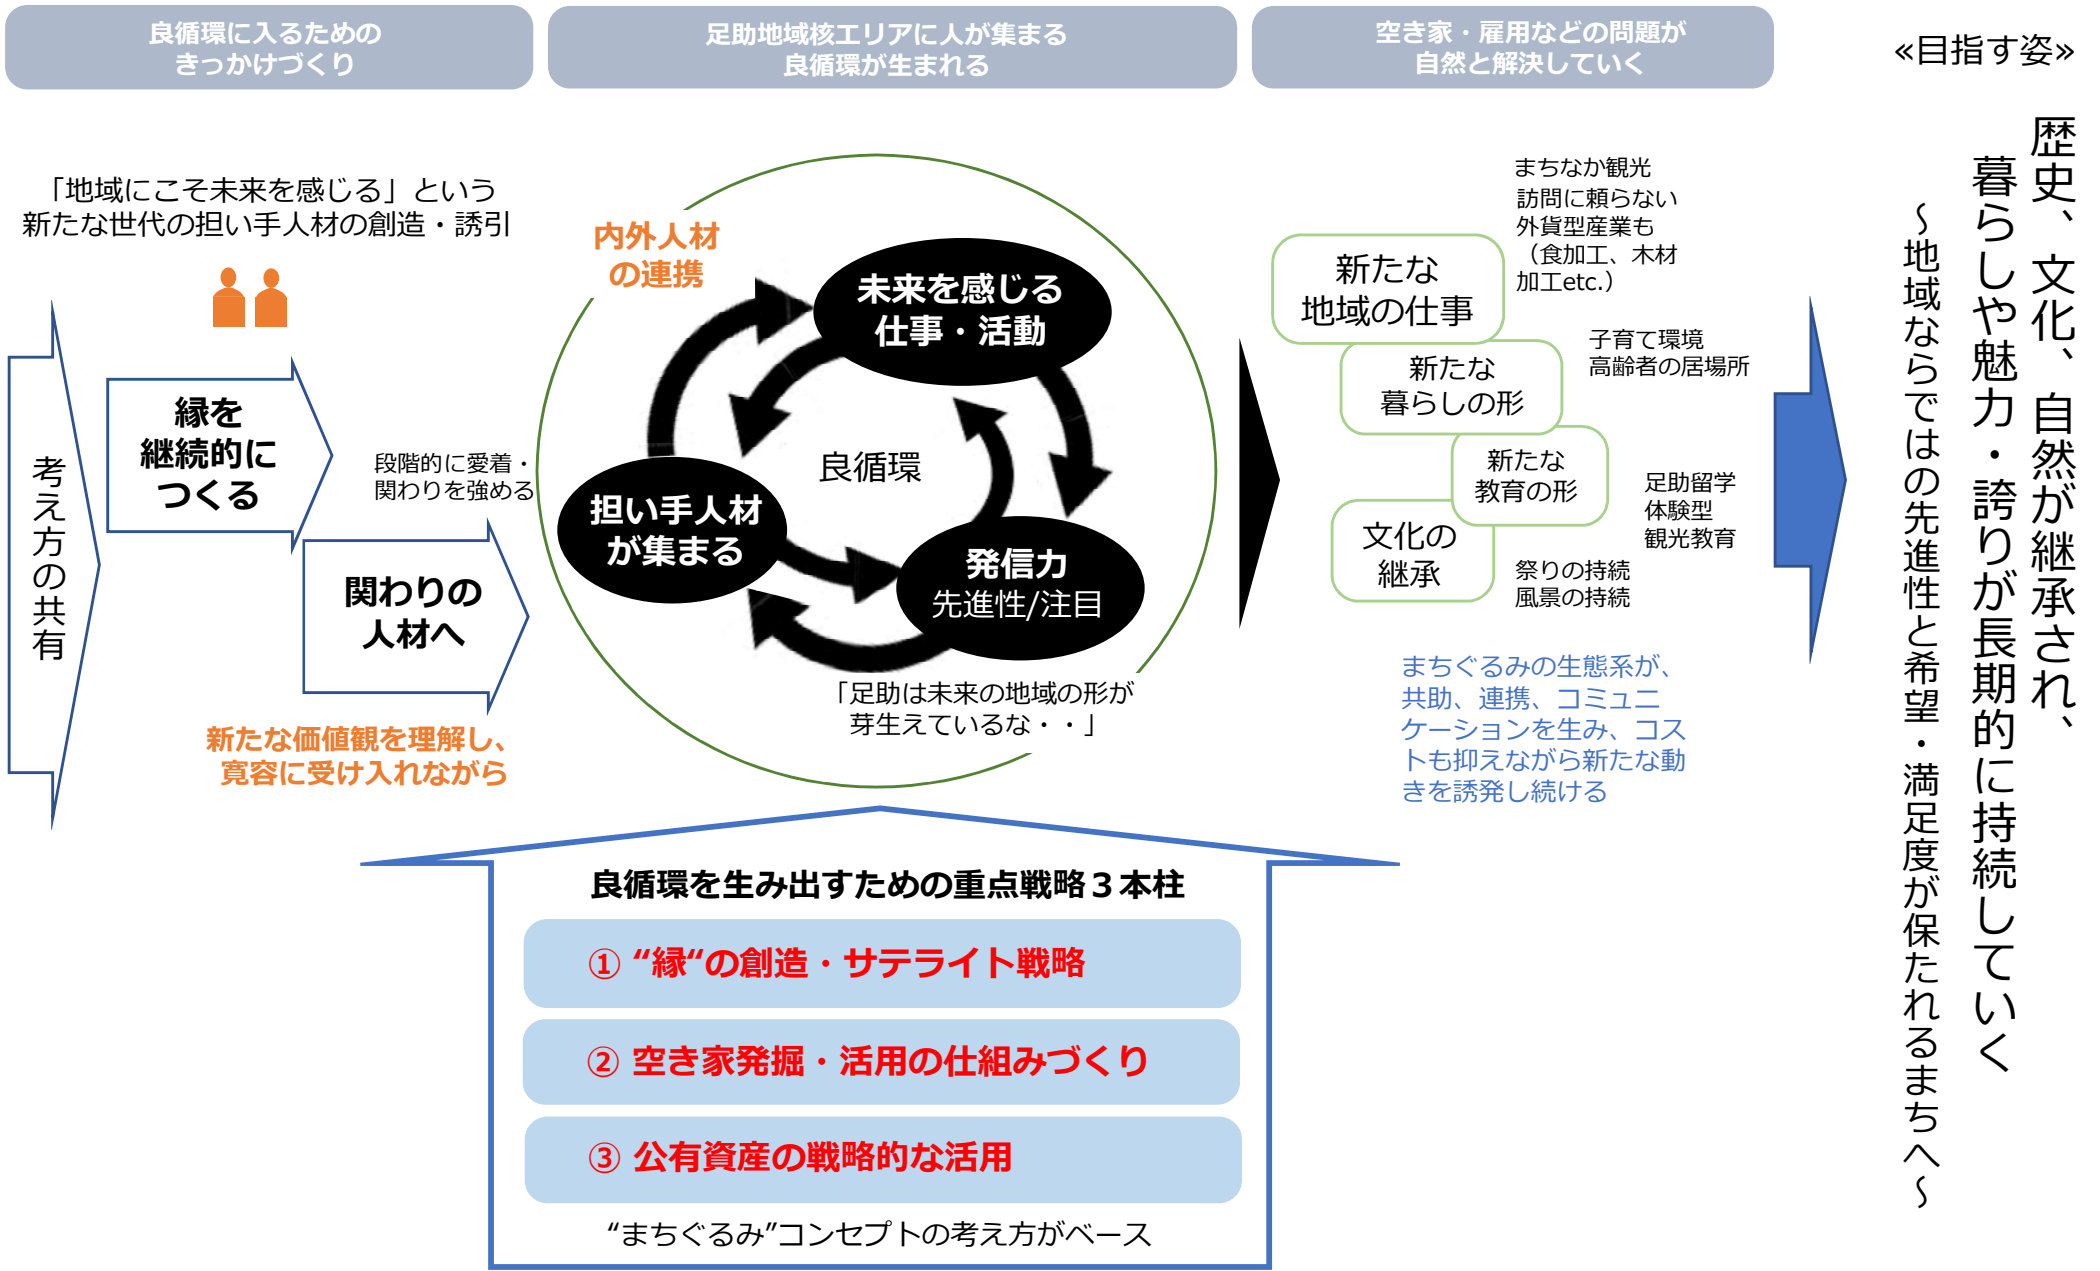 良循環に入るための
きっかけづくり
足助地域核エリアに人が集まる
良循環が生まれる
空き家・雇用などの問題が
自然と解決していく
«目指す姿»
「地域にこそ未来を感じる」という
新たな世代の担い手人材の創造・誘引
考え方の共有
縁を
継続的に
つくる
段階的に愛着・
関わりを強める
関わりの
人材へ
新たな価値観を理解し、
寛容に受け入れながら
内外人材
の連携
未来を感じる
仕事・活動
良循環
担い手人材
が集まる
発信力
先進性/注目
「足助は未来の地域の形が
芽生えているな・・」
まちなか観光
訪問に頼らない
外貨型産業も
（食加工、木材
加工etc.）
新たな
地域の仕事
子育て環境
高齢者の居場所
新たな
暮らしの形
新たな
教育の形
足助留学
体験型
観光教育
文化の
継承
祭りの持続
風景の持続
まちぐるみの生態系が、
共助、連携、コミュニ
ケーションを生み、コス
トも抑えながら新たな動
きを誘発し続ける
歴史、文化、自然が継承され、
暮らしや魅力・誇りが長期的に持続していく
～地域ならではの先進性と希望・満足度が保たれるまちへ～
良循環を生み出すための重点戦略３本柱
① “縁“の創造・サテライト戦略
② 空き家発掘・活用の仕組みづくり
③ 公有資産の戦略的な活用
“まちぐるみ”コンセプトの考え方がベース